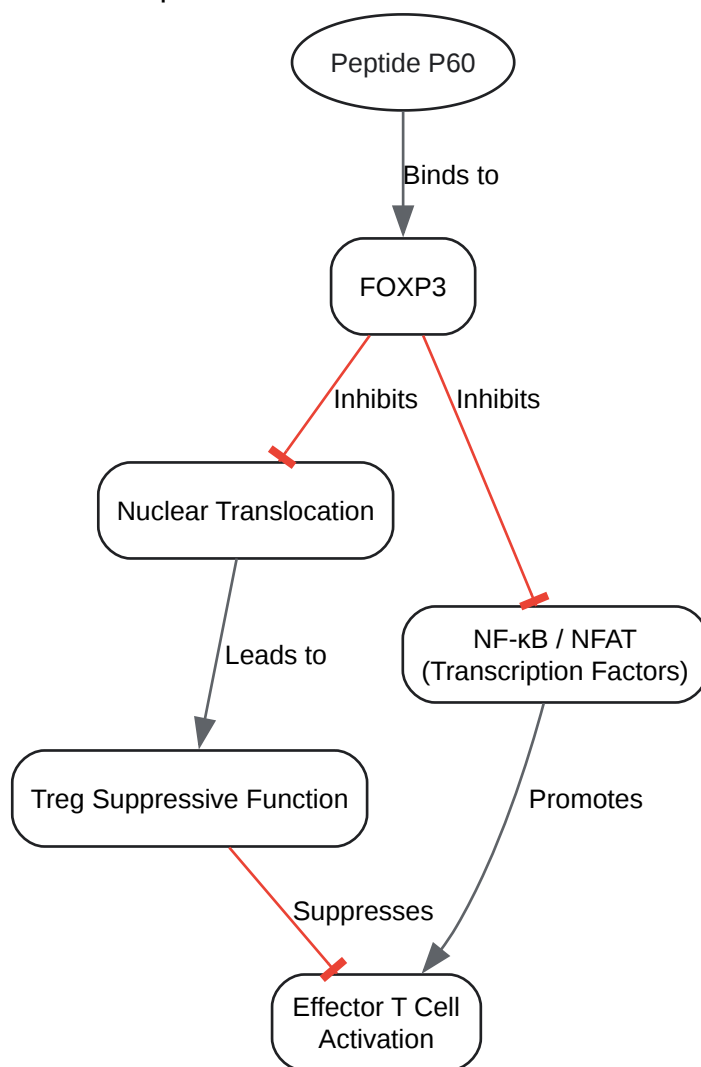 Peptide P60
Binds to
FOXP3
Inhibits
Inhibits
Nuclear Translocation
NF-κB / NFAT
(Transcription Factors)
Leads to
Treg Suppressive Function
Promotes
Suppresses
Effector T Cell
Activation